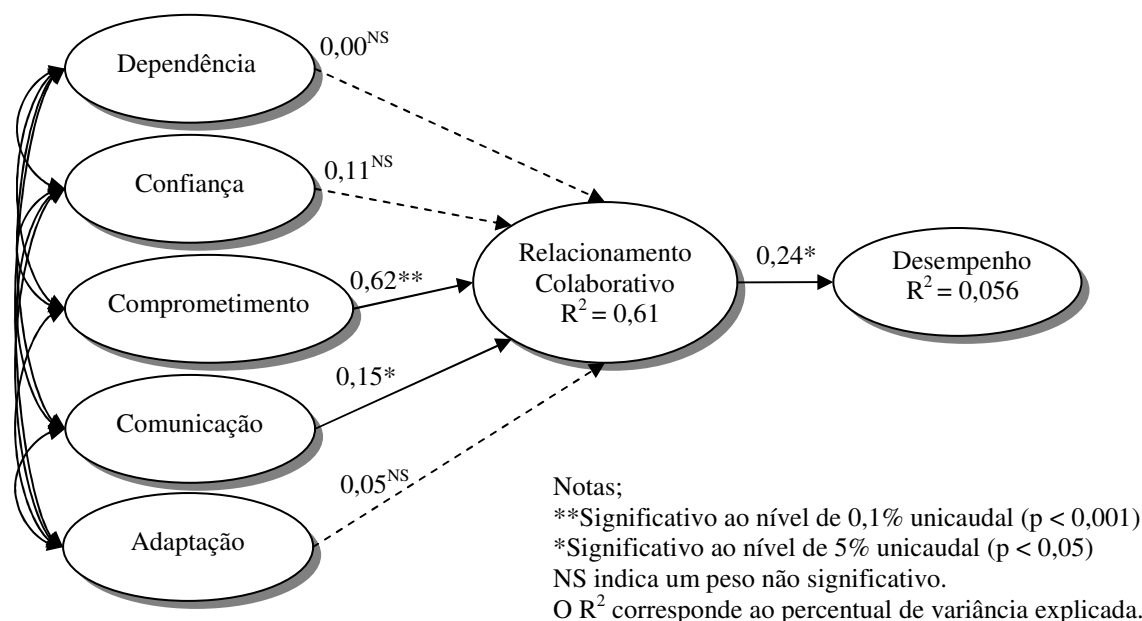 Dependência
0,00^NS
Confiança
0,11^NS
Comprometimento
0,62**
Comunicação
0,15*
Adaptação
0,05^NS
Relacionamento
Colaborativo
R² = 0,61
0,24*
Desempenho
R² = 0,056
Notas;
**Significativo ao nível de 0,1% unicaudal (p < 0,001)
*Significativo ao nível de 5% unicaudal (p < 0,05)
NS indica um peso não significativo.
O R² corresponde ao percentual de variância explicada.